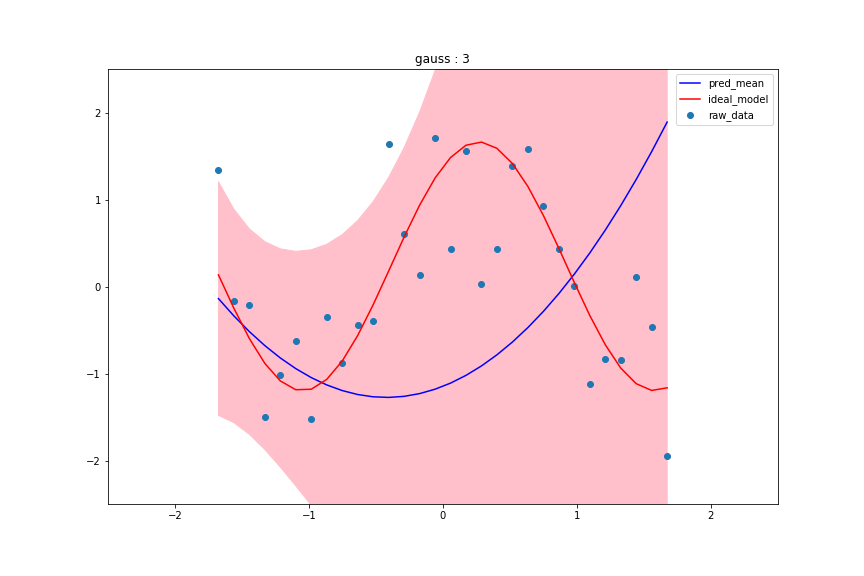 gauss : 3
pred_mean
ideal_model
raw_data
2
1
0
−1
−2
−2 −1 0 1 2